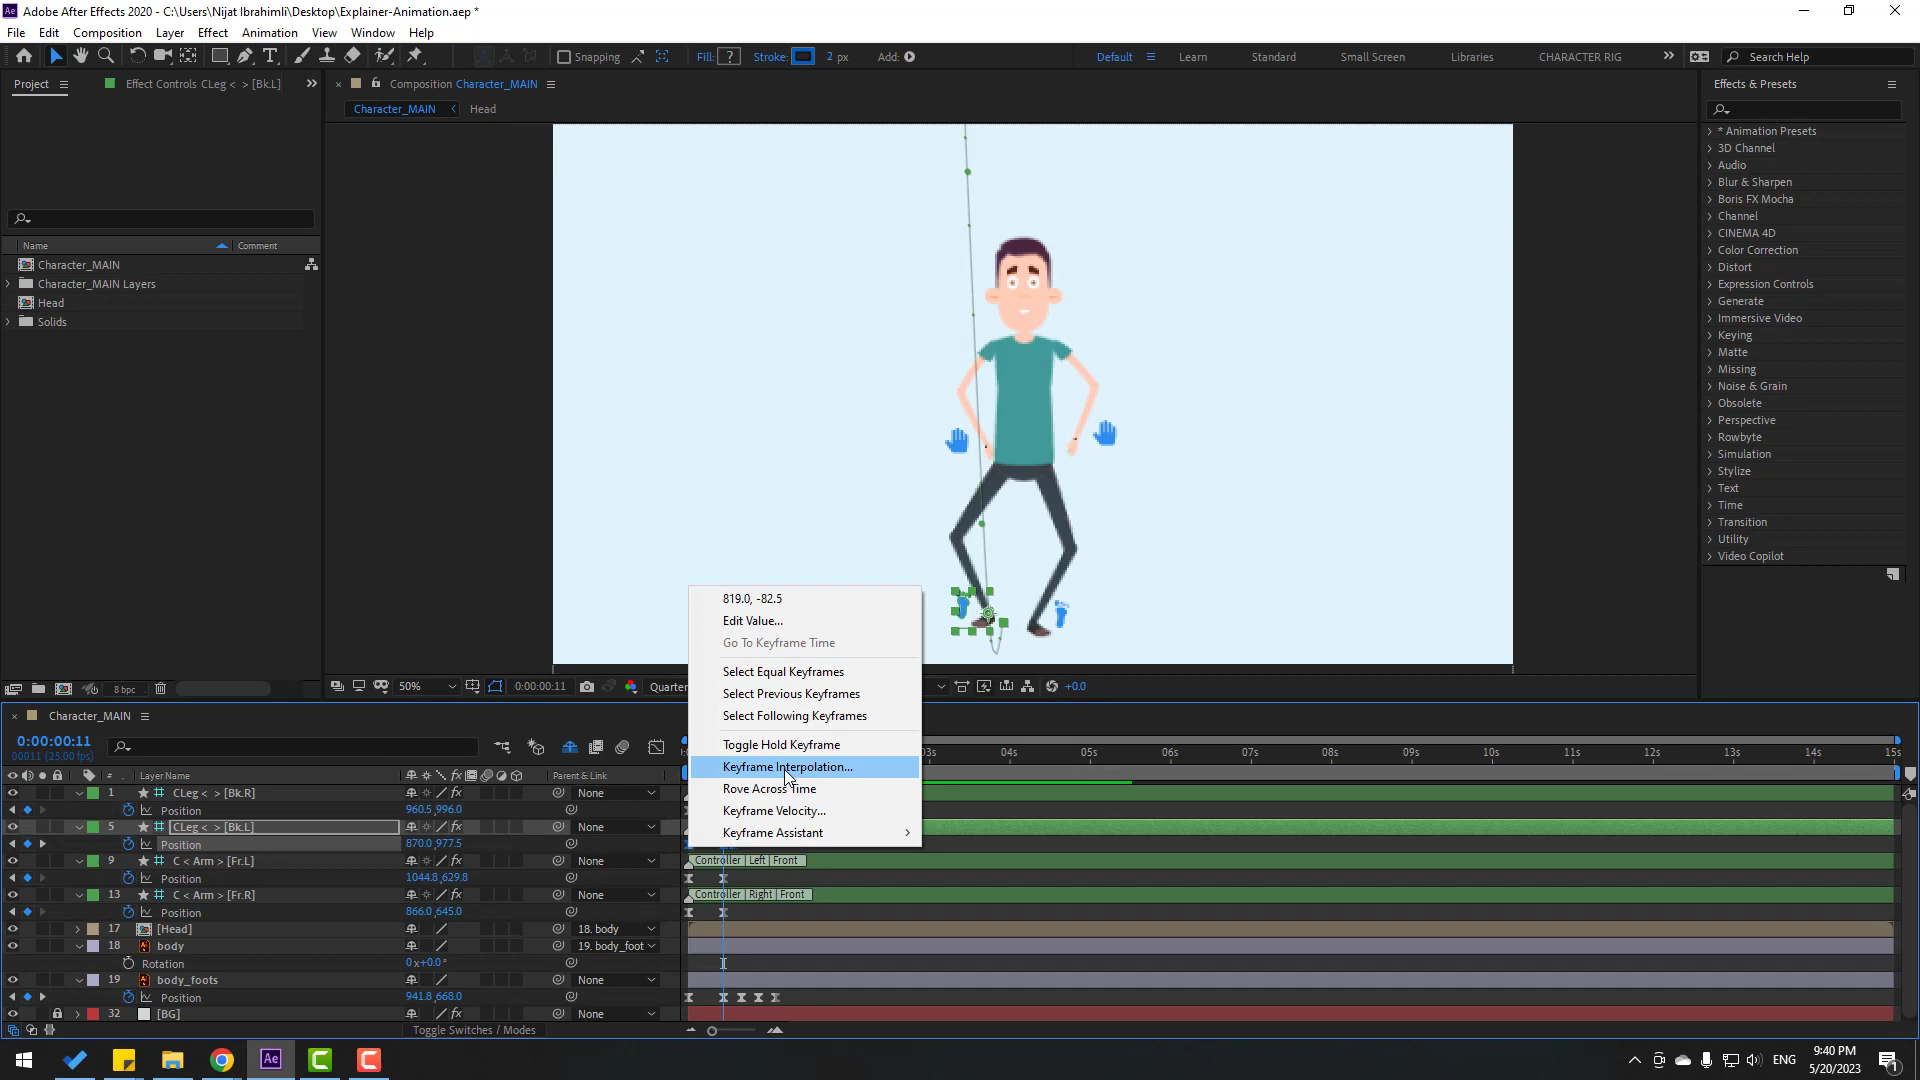 Adobe After Effects 2020 - C:\Users\Nijat Ibrahimli\Desktop\Explainer-Animation.aep *
File Edit Composition Layer Effect Animation View Window Help
Snapping Fill: ? Stroke: 2 px Add: Default Learn Standard Small Screen Libraries CHARACTER RIG Search Help
Project Effect Controls CLeg < > [Bk.L]
Composition Character_MAIN
Character_MAIN Head
Name Comment
Character_MAIN
Character_MAIN Layers
Head
Solids
8 bpc
50% 0:00:00:11 Quarter +0.0
Effects & Presets
* Animation Presets
3D Channel
Audio
Blur & Sharpen
Boris FX Mocha
Channel
CINEMA 4D
Color Correction
Distort
Expression Controls
Generate
Immersive Video
Keying
Matte
Missing
Noise & Grain
Obsolete
Perspective
Rowbyte
Simulation
Stylize
Text
Time
Transition
Utility
Video Copilot
819.0, -82.5
Edit Value...
Go To Keyframe Time
Select Equal Keyframes
Select Previous Keyframes
Select Following Keyframes
Toggle Hold Keyframe
Keyframe Interpolation...
Rove Across Time
Keyframe Velocity...
Keyframe Assistant
Character_MAIN
0:00:00:11
00011 (25.00 fps)
03s 04s 05s 06s 07s 08s 09s 10s 11s 12s 13s 14s 15s
# Layer Name Parent & Link
1 CLeg < > [Bk.R] None
Position 960.5,996.0
5 CLeg < > [Bk.L] None
Position 870.0,977.5
9 C < Arm > [Fr.L] None Controller | Left | Front
Position 1044.8,629.8
13 C < Arm > [Fr.R] None Controller | Right | Front
Position 866.0,645.0
17 [Head] 18. body
18 body 19. body_foot
Rotation 0x+0.0°
19 body_foots None
Position 941.8,668.0
32 [BG] None
Toggle Switches / Modes
ENG 9:40 PM
5/20/2023
1